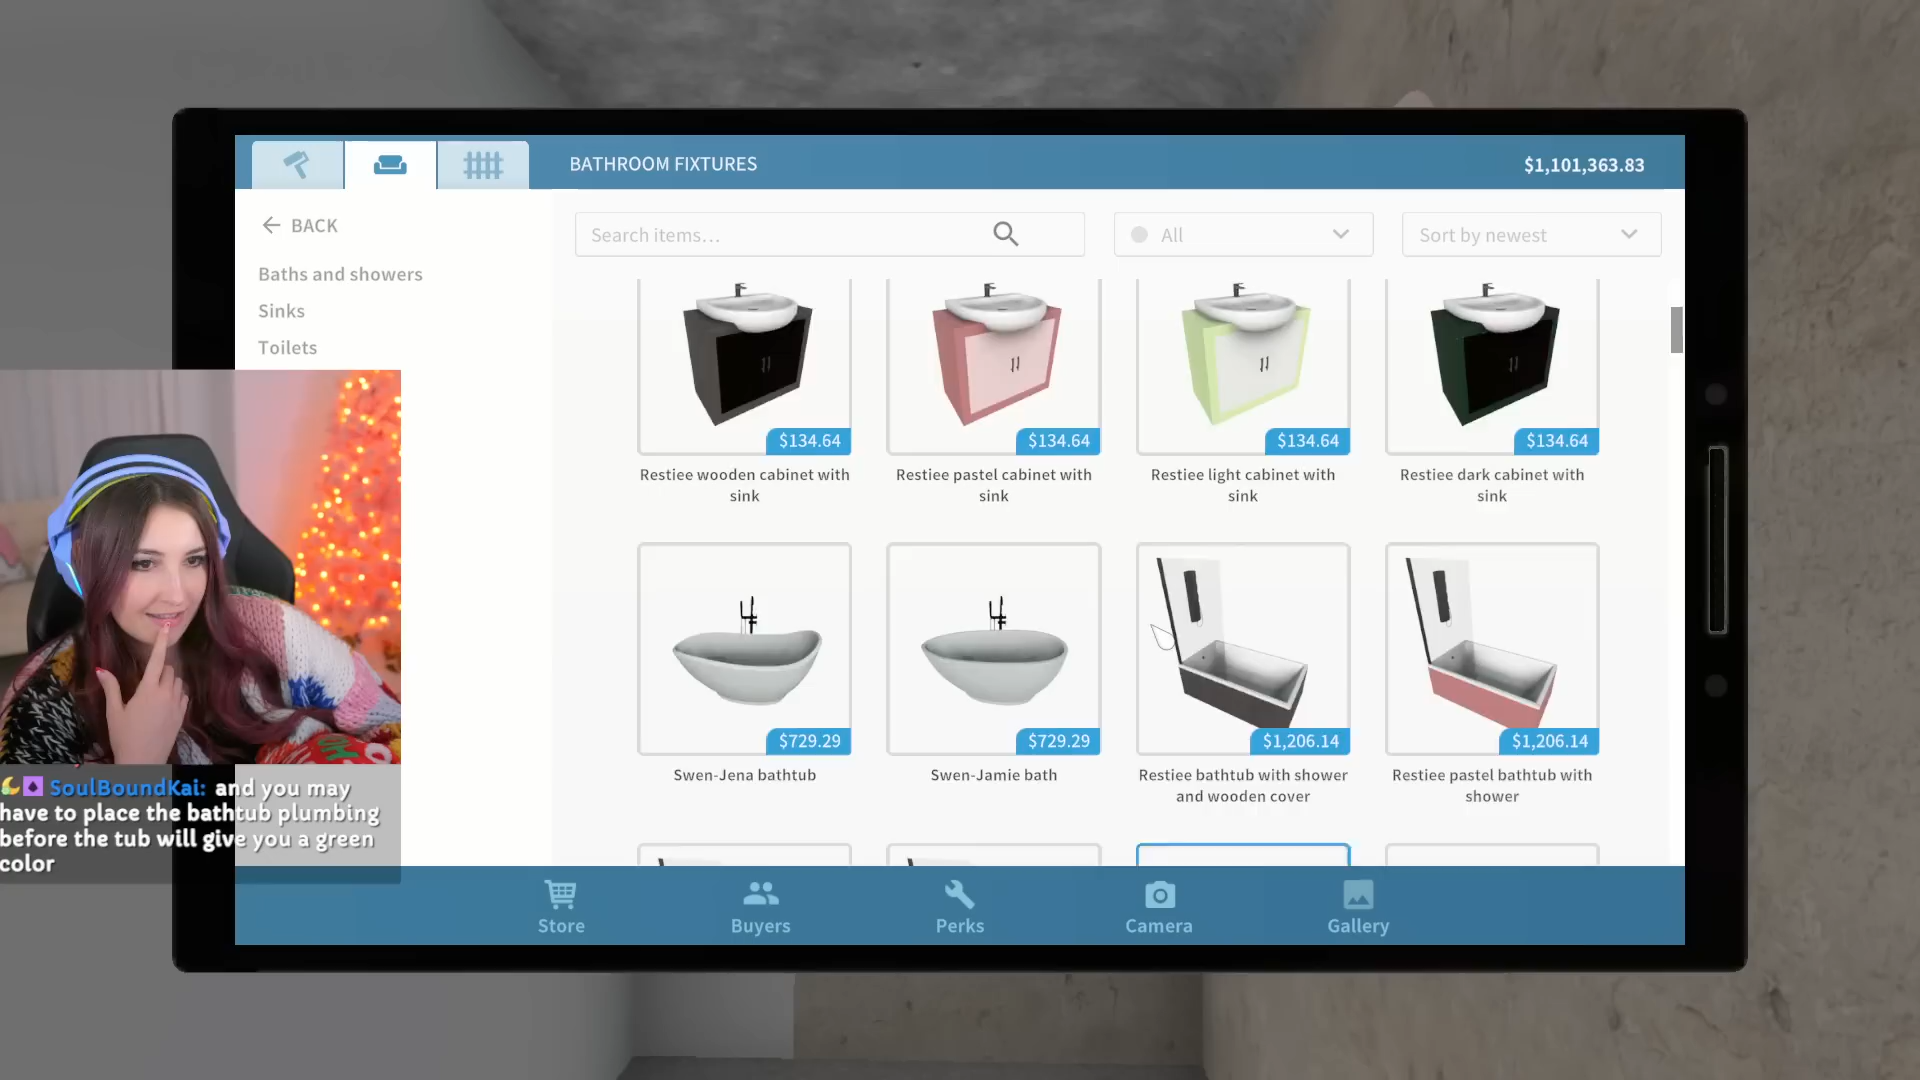 BATHROOM FIXTURES
$1,101,363.83
BACK
Search items...
All
Sort by newest
Baths and showers
Sinks
Toilets
$134.64
$134.64
$134.64
$134.64
Restiee wooden cabinet with
sink
Restiee pastel cabinet with
sink
Restiee light cabinet with
sink
Restiee dark cabinet with
sink
$729.29
$729.29
$1,206.14
$1,206.14
Swen-Jena bathtub
Swen-Jamie bath
Restiee bathtub with shower
and wooden cover
Restiee pastel bathtub with
shower
SoulBoundKai: and you may
have to place the bathtub plumbing
before the tub will give you a green
color
Store
Buyers
Perks
Camera
Gallery